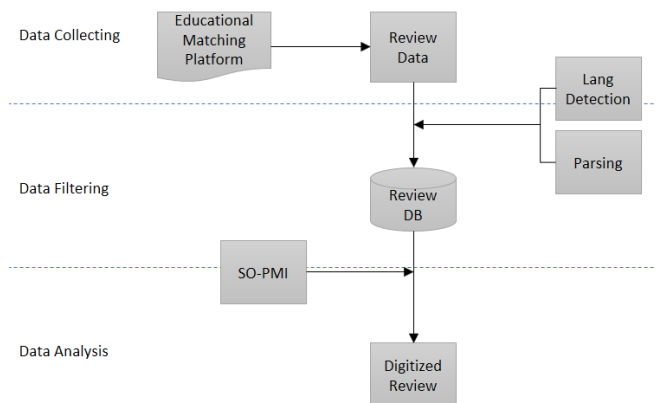 Data Collecting
Educational
Matching
Platform
Review
Data
Lang
Detection
Parsing
Data Filtering
Review
DB
SO-PMI
Data Analysis
Digitized
Review